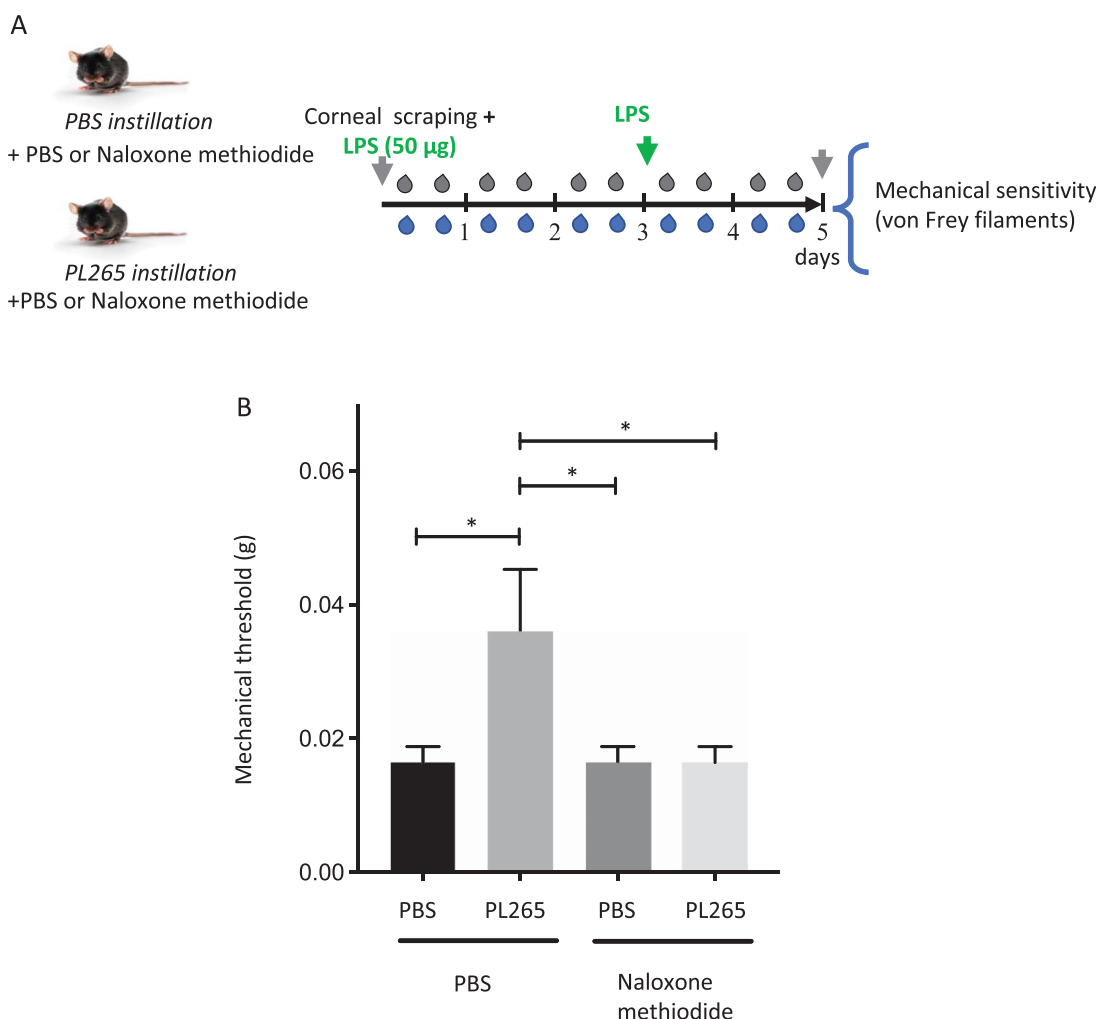 A
PBS instillation
+ PBS or Naloxone methiodide
PL265 instillation
+PBS or Naloxone methiodide
Corneal scraping +
LPS (50 µg)
LPS
1 2 3 4 5
days
Mechanical sensitivity
(von Frey filaments)
B
Mechanical threshold (g)
0.06
0.04
0.02
0.00
*
*
*
PBS PL265 PBS PL265
PBS
Naloxone
methiodide